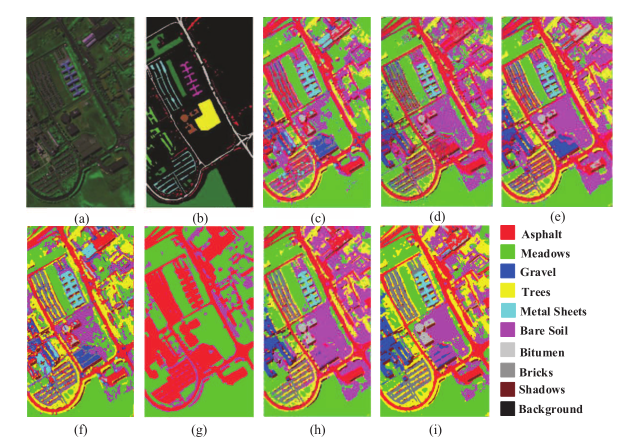 (a)
(b)
(c)
(d)
(e)
Asphalt
Meadows
Gravel
Trees
Metal Sheets
Bare Soil
Bitumen
Bricks
Shadows
Background
(f)
(g)
(h)
(i)